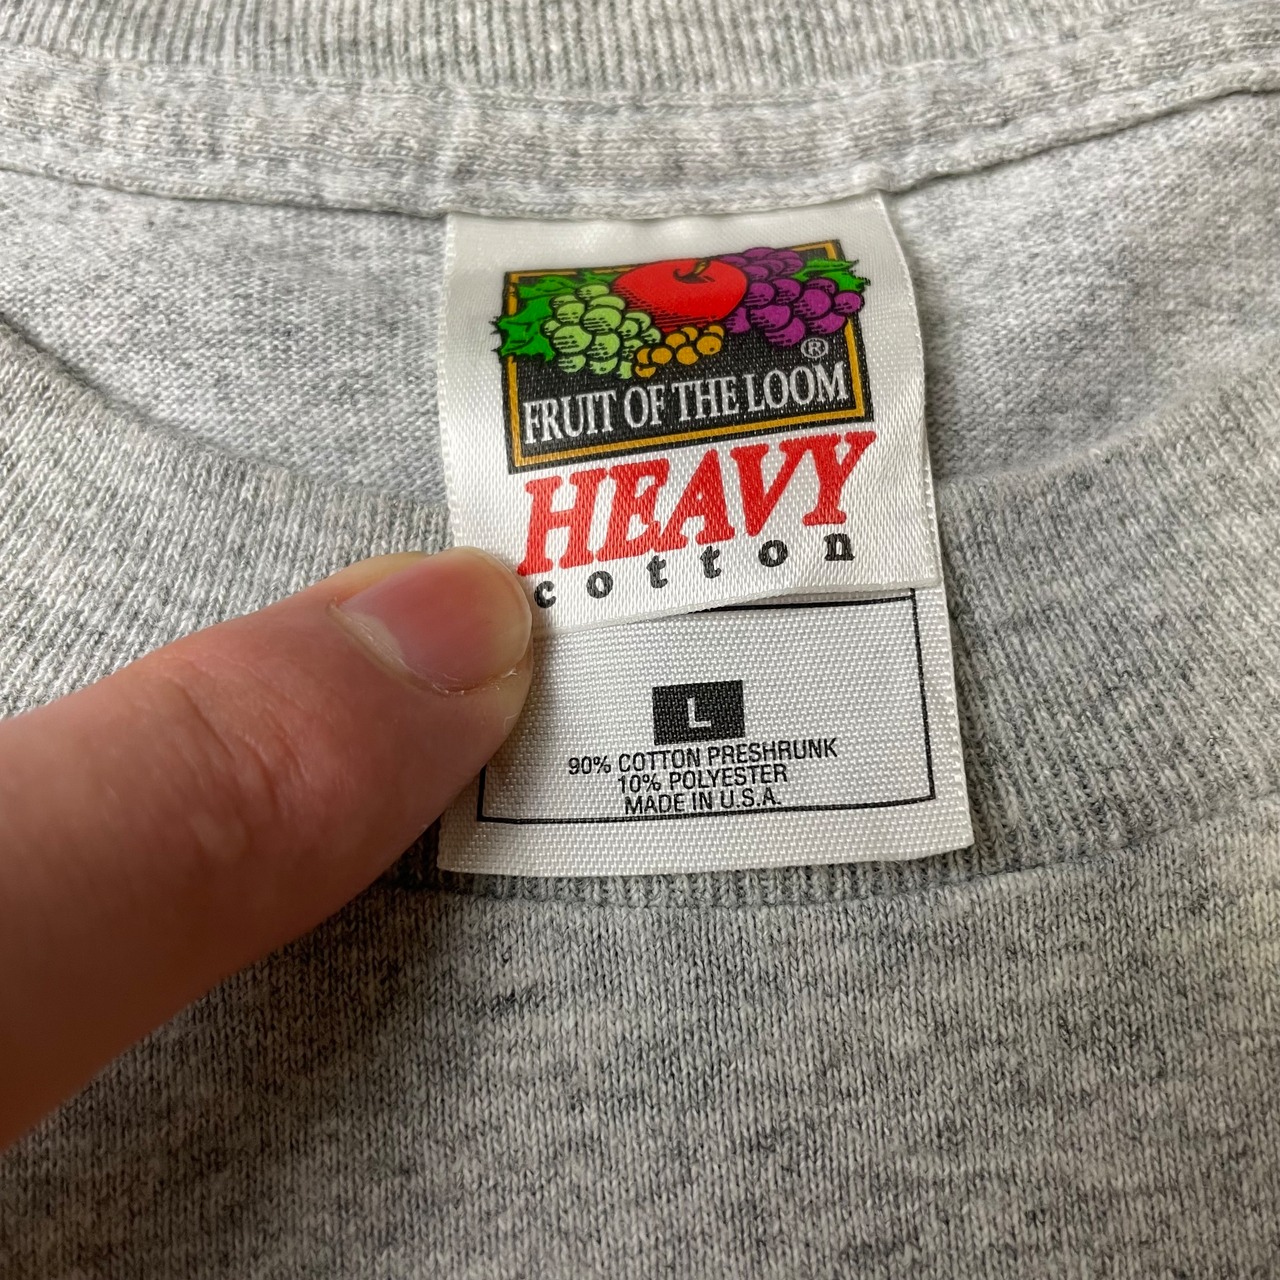 ®
FRUIT OF THE LOOM
HEAVY
cotton
L
90% COTTON PRESHRUNK
10% POLYESTER
MADE IN U.S.A.